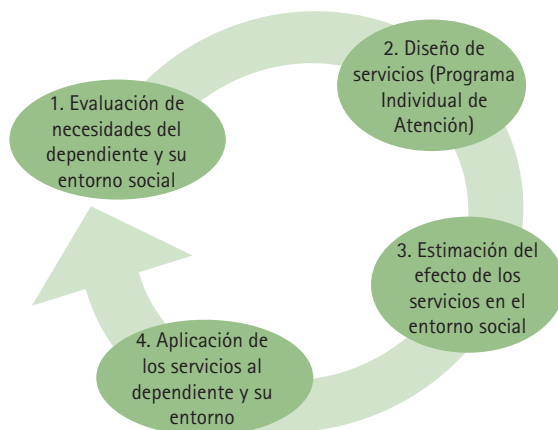 1. Evaluación de
necesidades del
dependiente y su
entorno social
2. Diseño de
servicios (Programa
Individual de
Atención)
3. Estimación del
efecto de los
servicios en el
entorno social
4. Aplicación de
los servicios al
dependiente y su
entorno